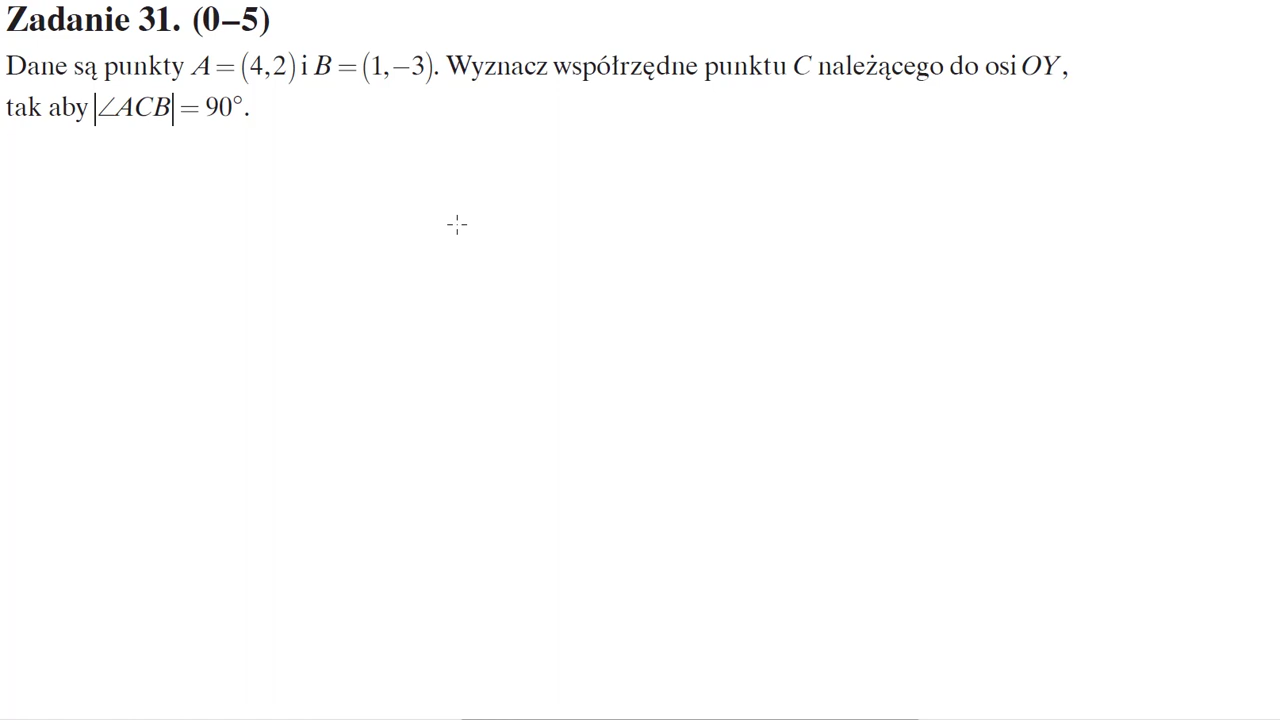 Zadanie 31. (0–5)
Dane są punkty A = (4,2) i B = (1,−3). Wyznacz współrzędne punktu C należącego do osi OY,
tak aby |∠ACB| = 90°.